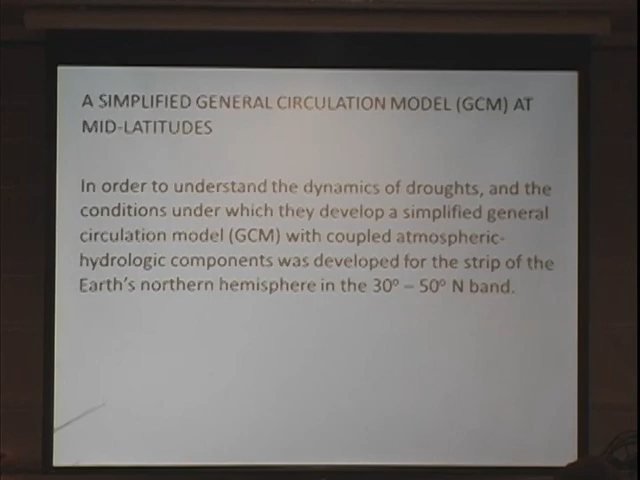 A SIMPLIFIED GENERAL CIRCULATION MODEL (GCM) AT
MID-LATITUDES
In order to understand the dynamics of droughts, and the
conditions under which they develop a simplified general
circulation model (GCM) with coupled atmospheric-
hydrologic components was developed for the strip of the
Earth's northern hemisphere in the 30º – 50º N band.